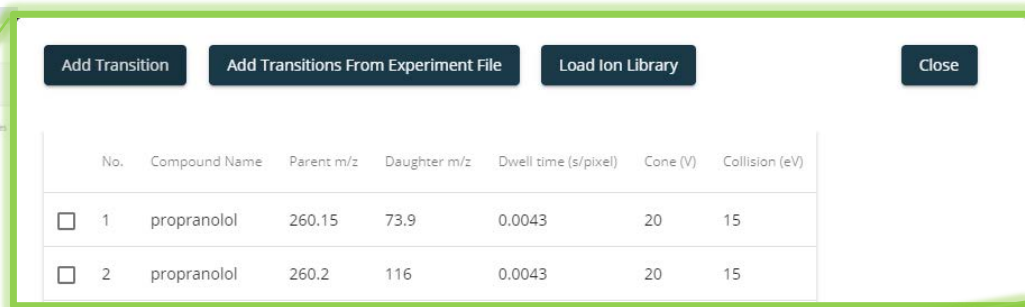 Add Transition Add Transitions From Experiment File Load Ion Library Close
No. Compound Name Parent m/z Daughter m/z Dwell time (s/pixel) Cone (V) Collision (eV)
1 propranolol 260.15 73.9 0.0043 20 15
2 propranolol 260.2 116 0.0043 20 15